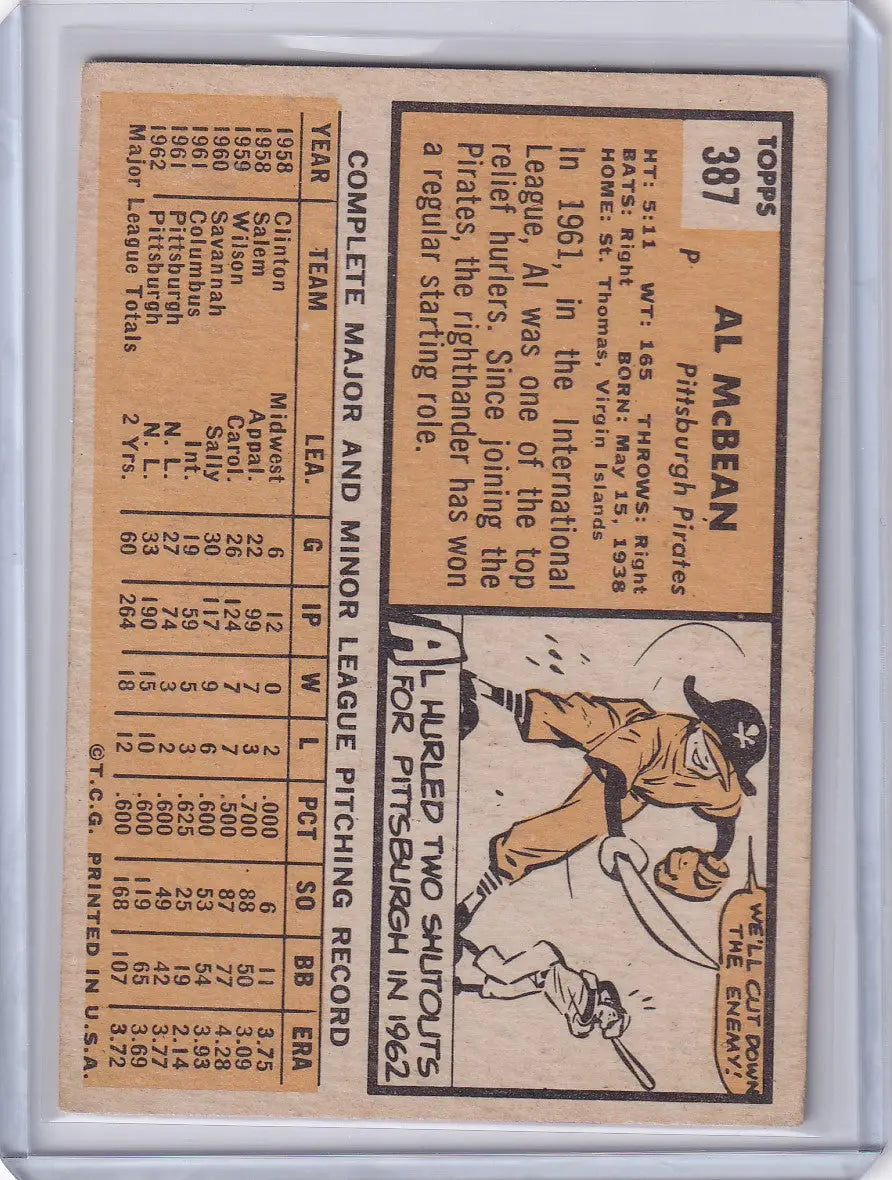 TOPPS
387
AL McBEAN
P Pittsburgh Pirates
HT: 5:11 WT: 165 THROWS: Right
BATS: Right BORN: May 15, 1938
HOME: St. Thomas, Virgin Islands
In 1961, in the International
League, Al was one of the top
relief hurlers. Since joining the
Pirates, the righthander has won
a regular starting role.
WE'LL CUT DOWN
THE ENEMY!
AL HURLED TWO SHUTOUTS
FOR PITTSBURGH IN 1962
COMPLETE MAJOR AND MINOR LEAGUE PITCHING RECORD
YEAR TEAM LEA. G IP W L PCT SO BB ERA
1958 Clinton Midwest 6 12 0 2 .000 6 11 3.75
1958 Salem Appal. 22 99 7 3 .700 88 50 3.09
1959 Wilson Carol. 26 124 7 7 .500 87 77 4.28
1960 Savannah Sally 30 117 9 6 .600 53 54 3.93
1961 Columbus Int. 19 59 5 3 .625 25 19 2.14
1961 Pittsburgh N. L. 27 74 3 2 .600 49 42 3.77
1962 Pittsburgh N. L. 33 190 15 10 .600 119 65 3.69
Major League Totals 2 Yrs. 60 264 18 12 .600 168 107 3.72
©T.C.G. PRINTED IN U.S.A.